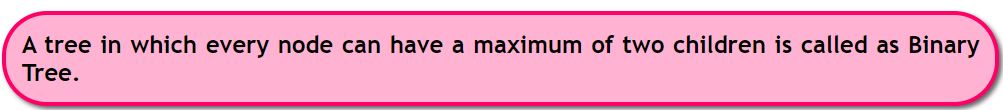 A tree in which every node can have a maximum of two children is called as Binary
Tree.